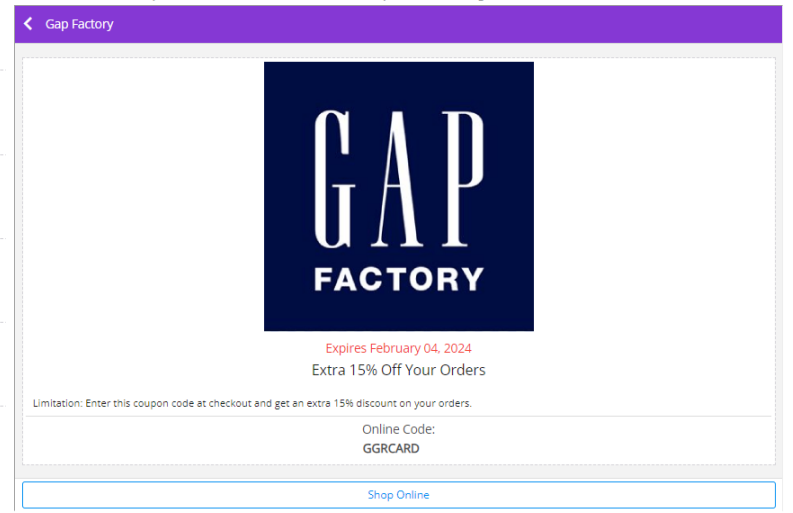 Gap Factory
GAP
FACTORY
Expires February 04, 2024
Extra 15% Off Your Orders
Limitation: Enter this coupon code at checkout and get an extra 15% discount on your orders.
Online Code:
GGRCARD
Shop Online